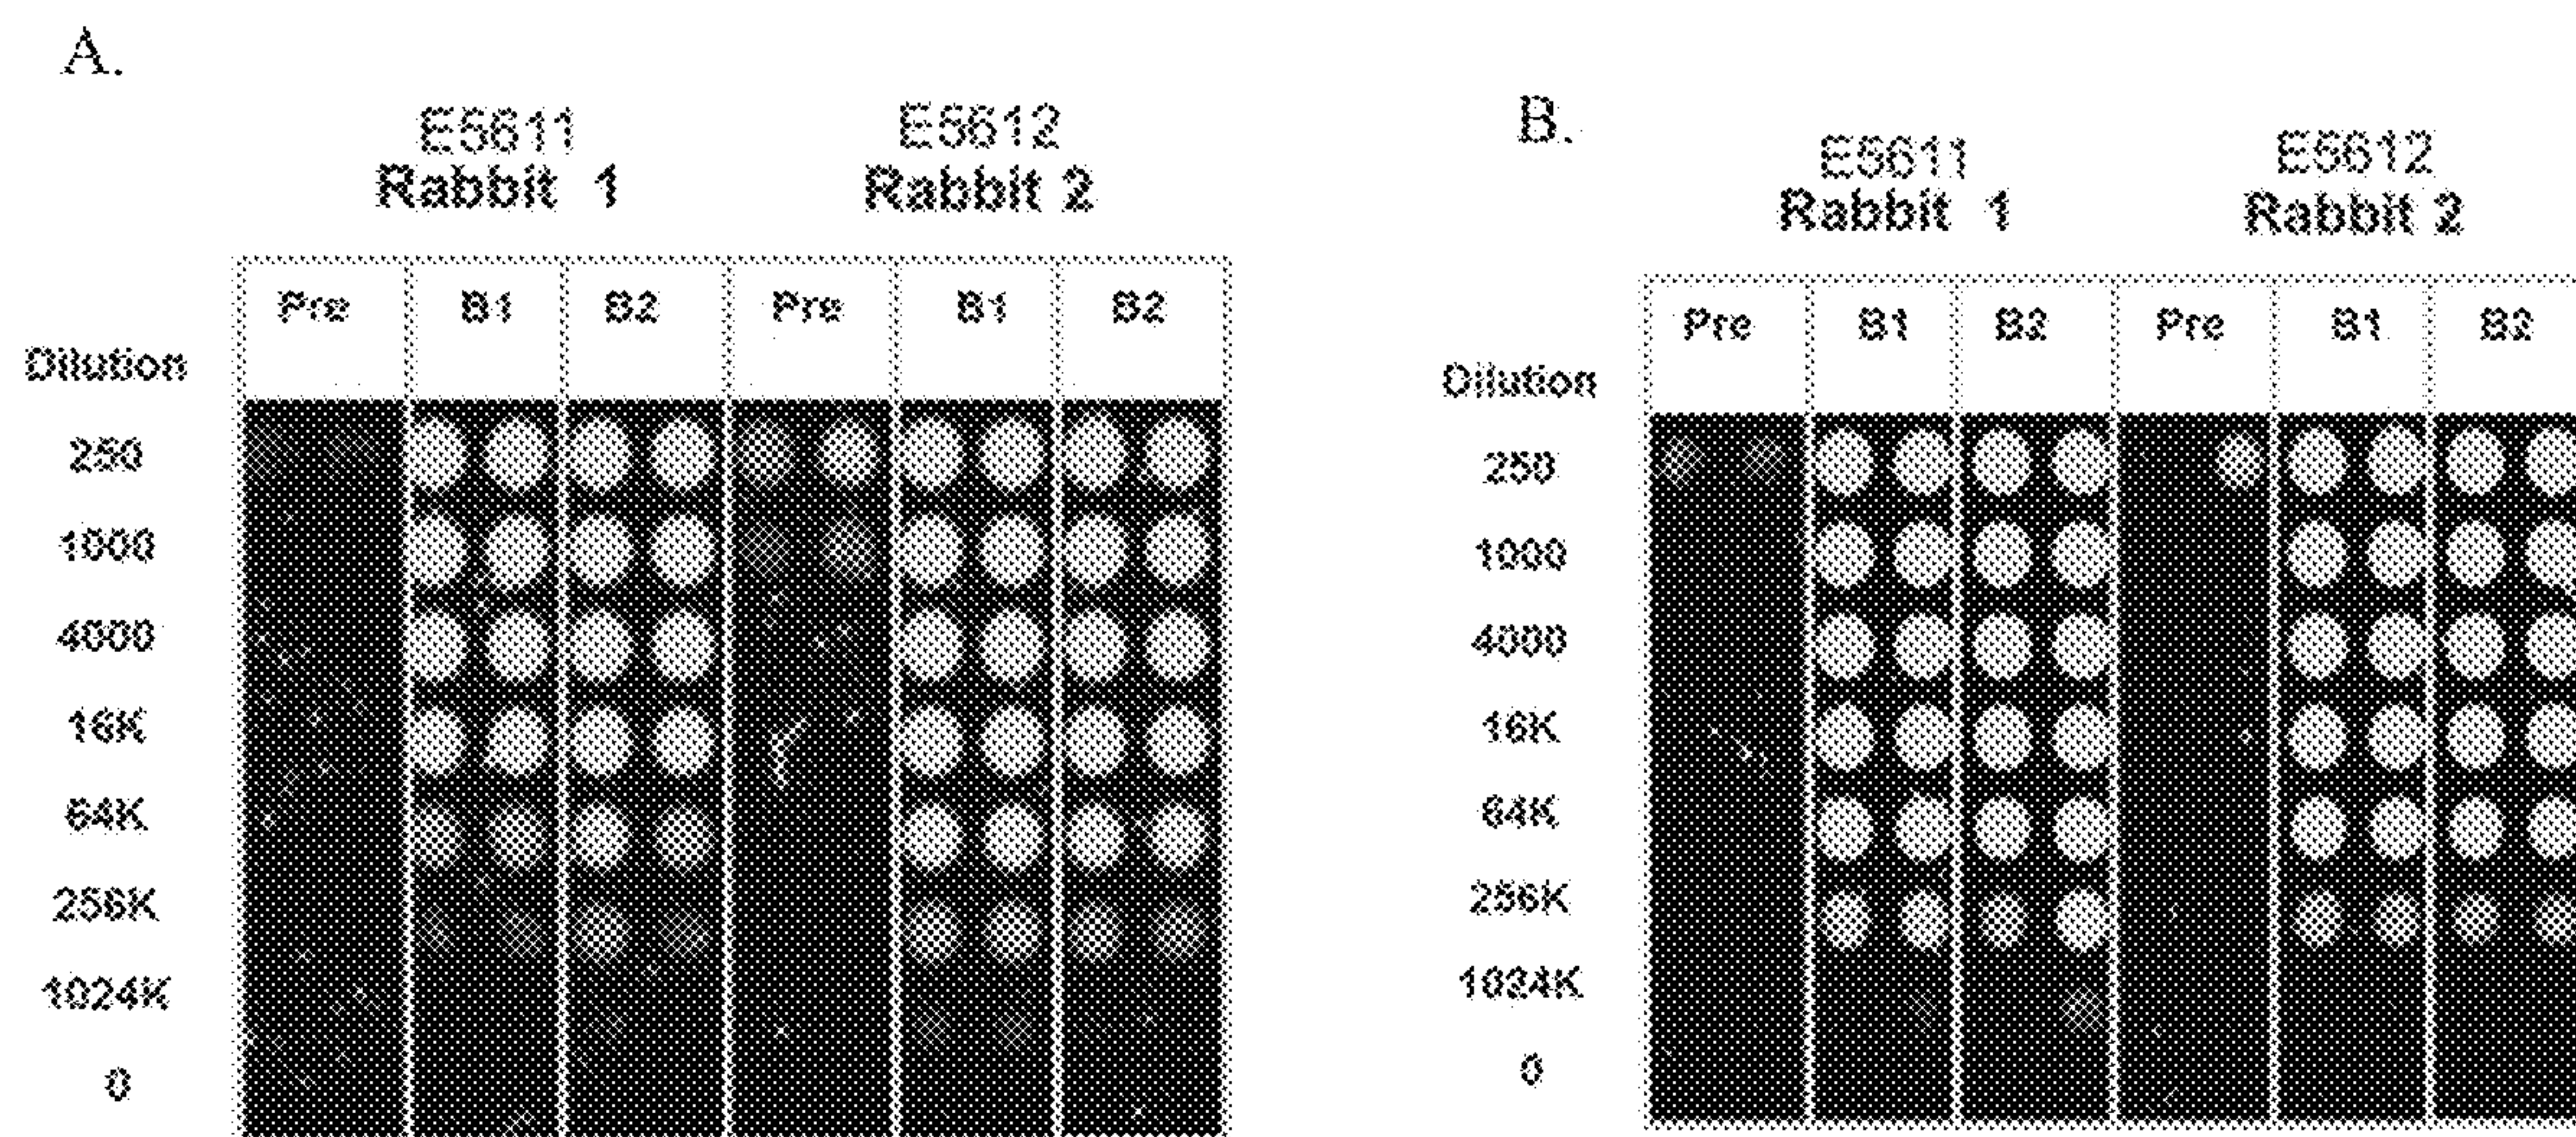 A.
E5611 E5612
Rabbit 1 Rabbit 2
Pre B1 B2 Pre B1 B2
Dilution
250
1000
4000
16K
64K
256K
1024K
0
B.
E5611 E5612
Rabbit 1 Rabbit 2
Pre B1 B2 Pre B1 B2
Dilution
250
1000
4000
16K
64K
256K
1024K
0